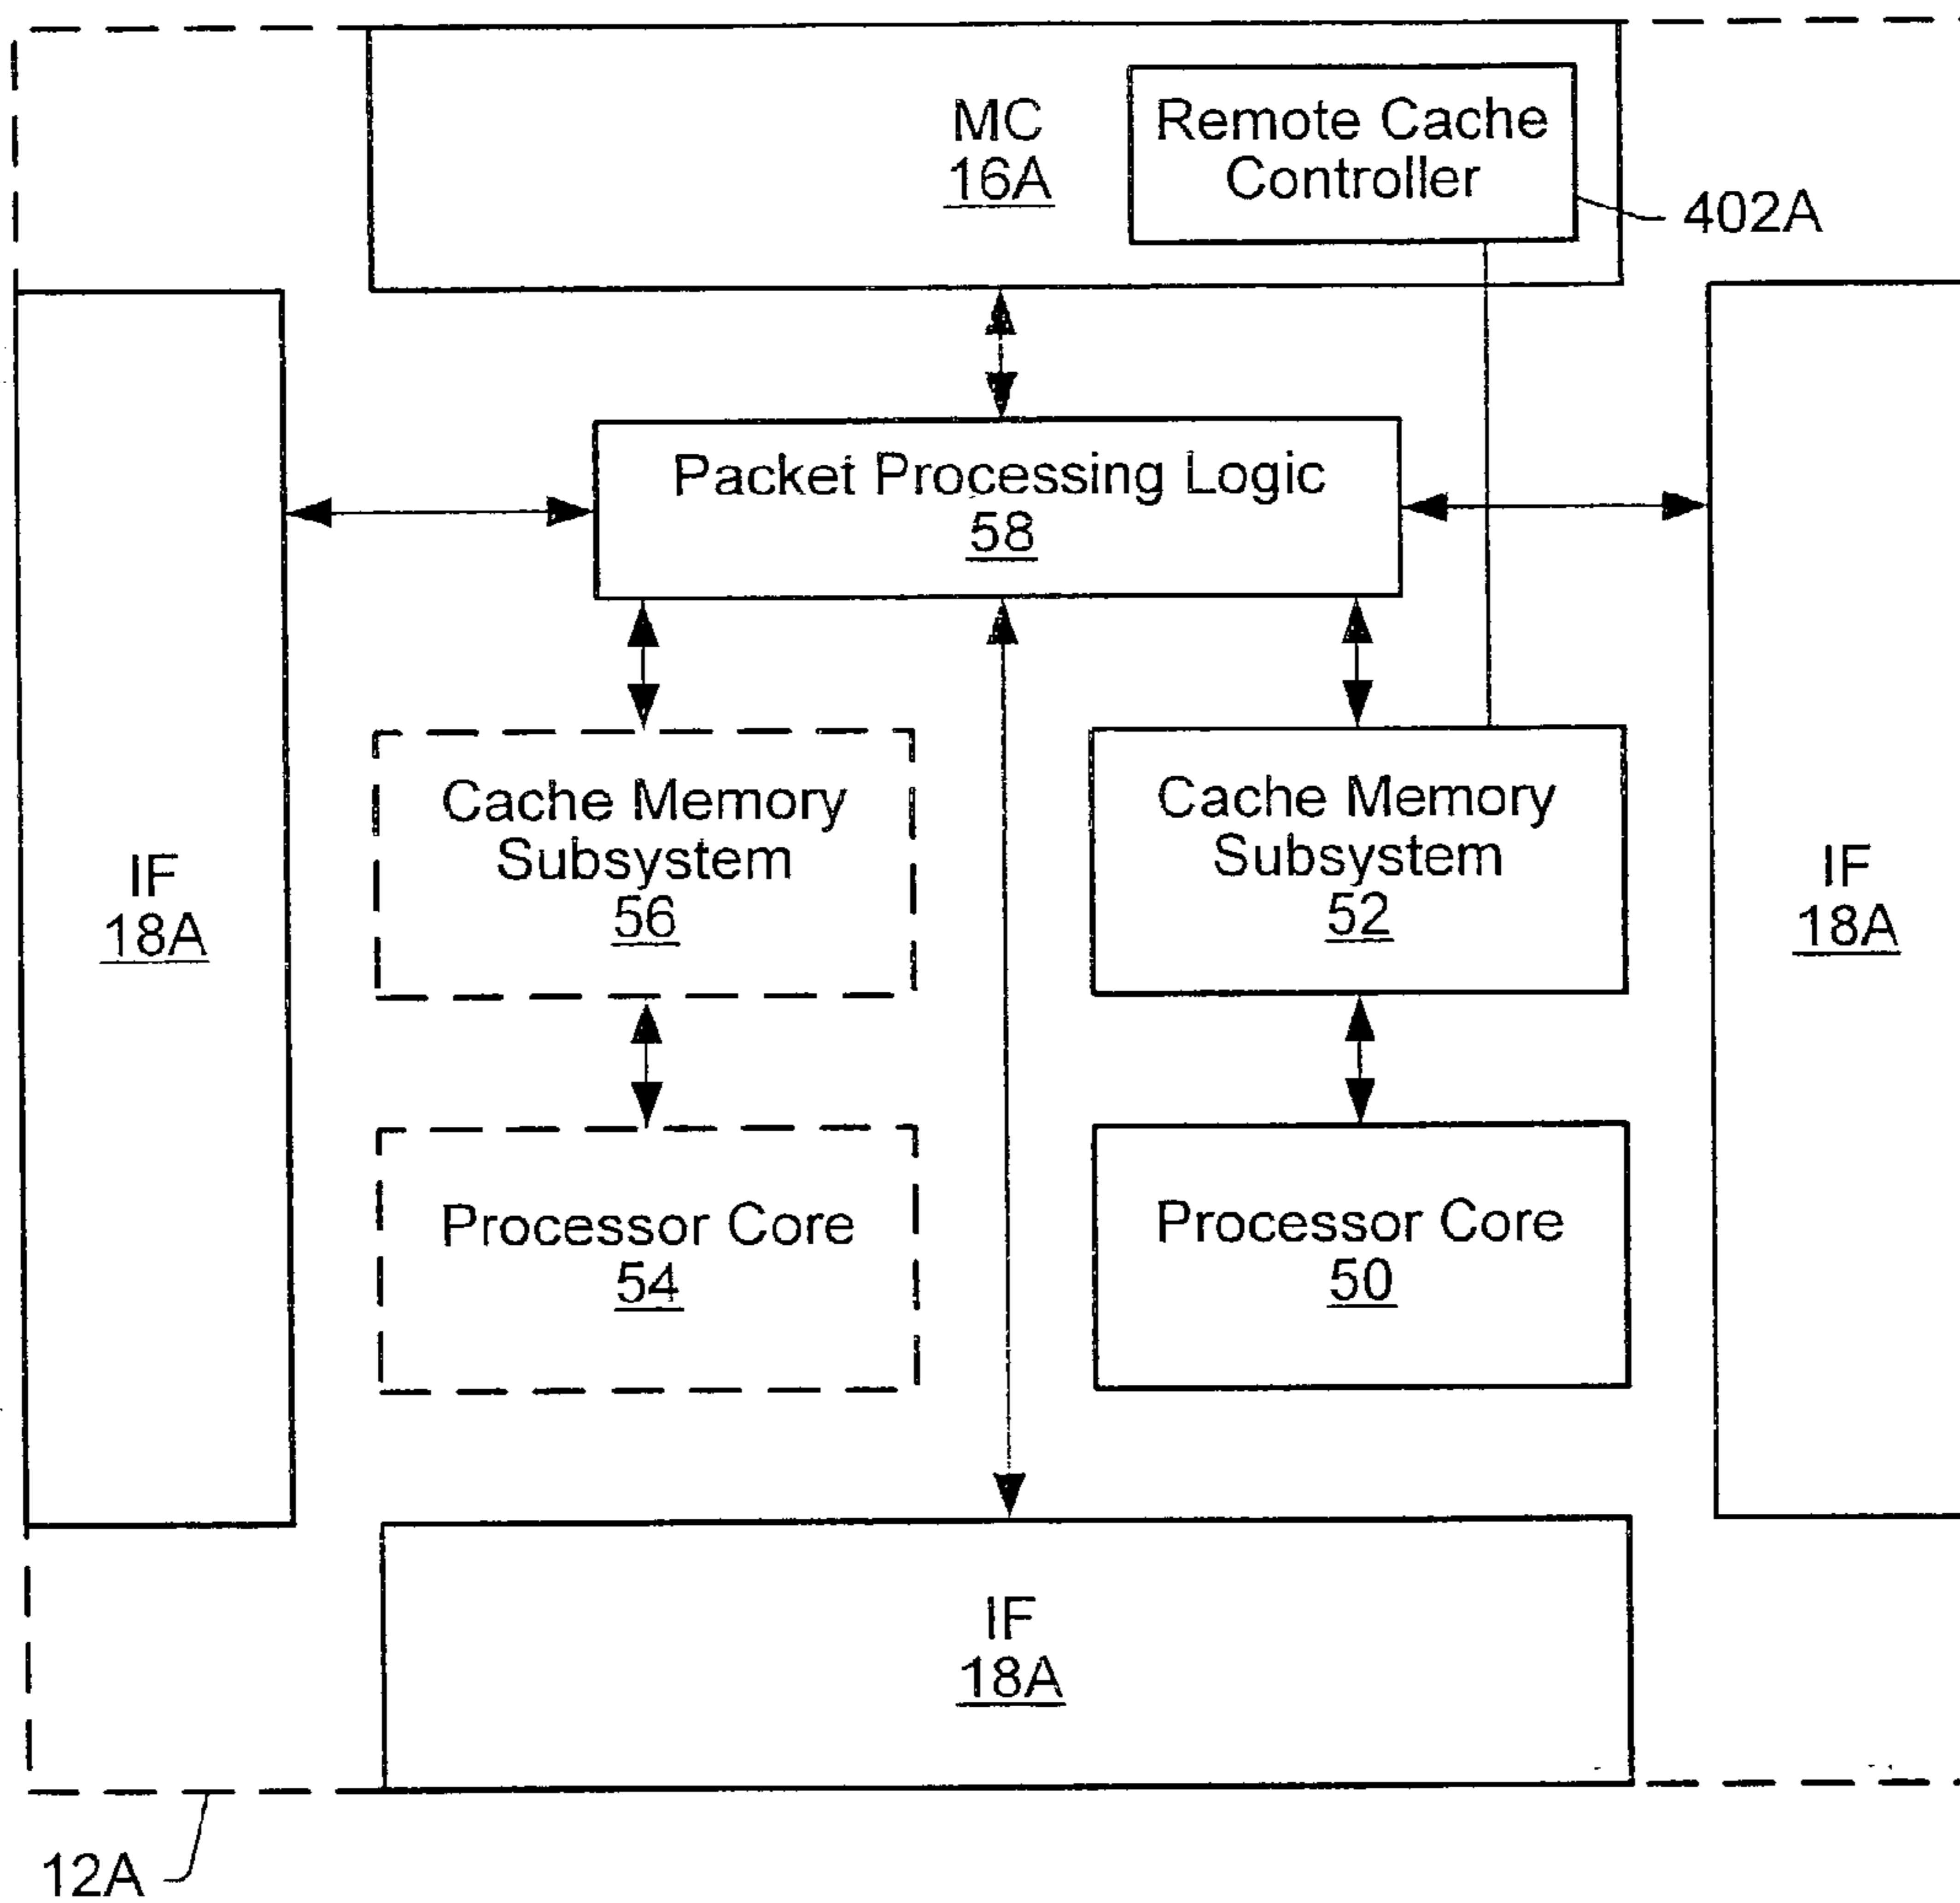 MC
16A
Remote Cache
Controller
402A
Packet Processing Logic
58
Cache Memory
Subsystem
56
Cache Memory
Subsystem
52
IF
18A
IF
18A
Processor Core
54
Processor Core
50
IF
18A
12A